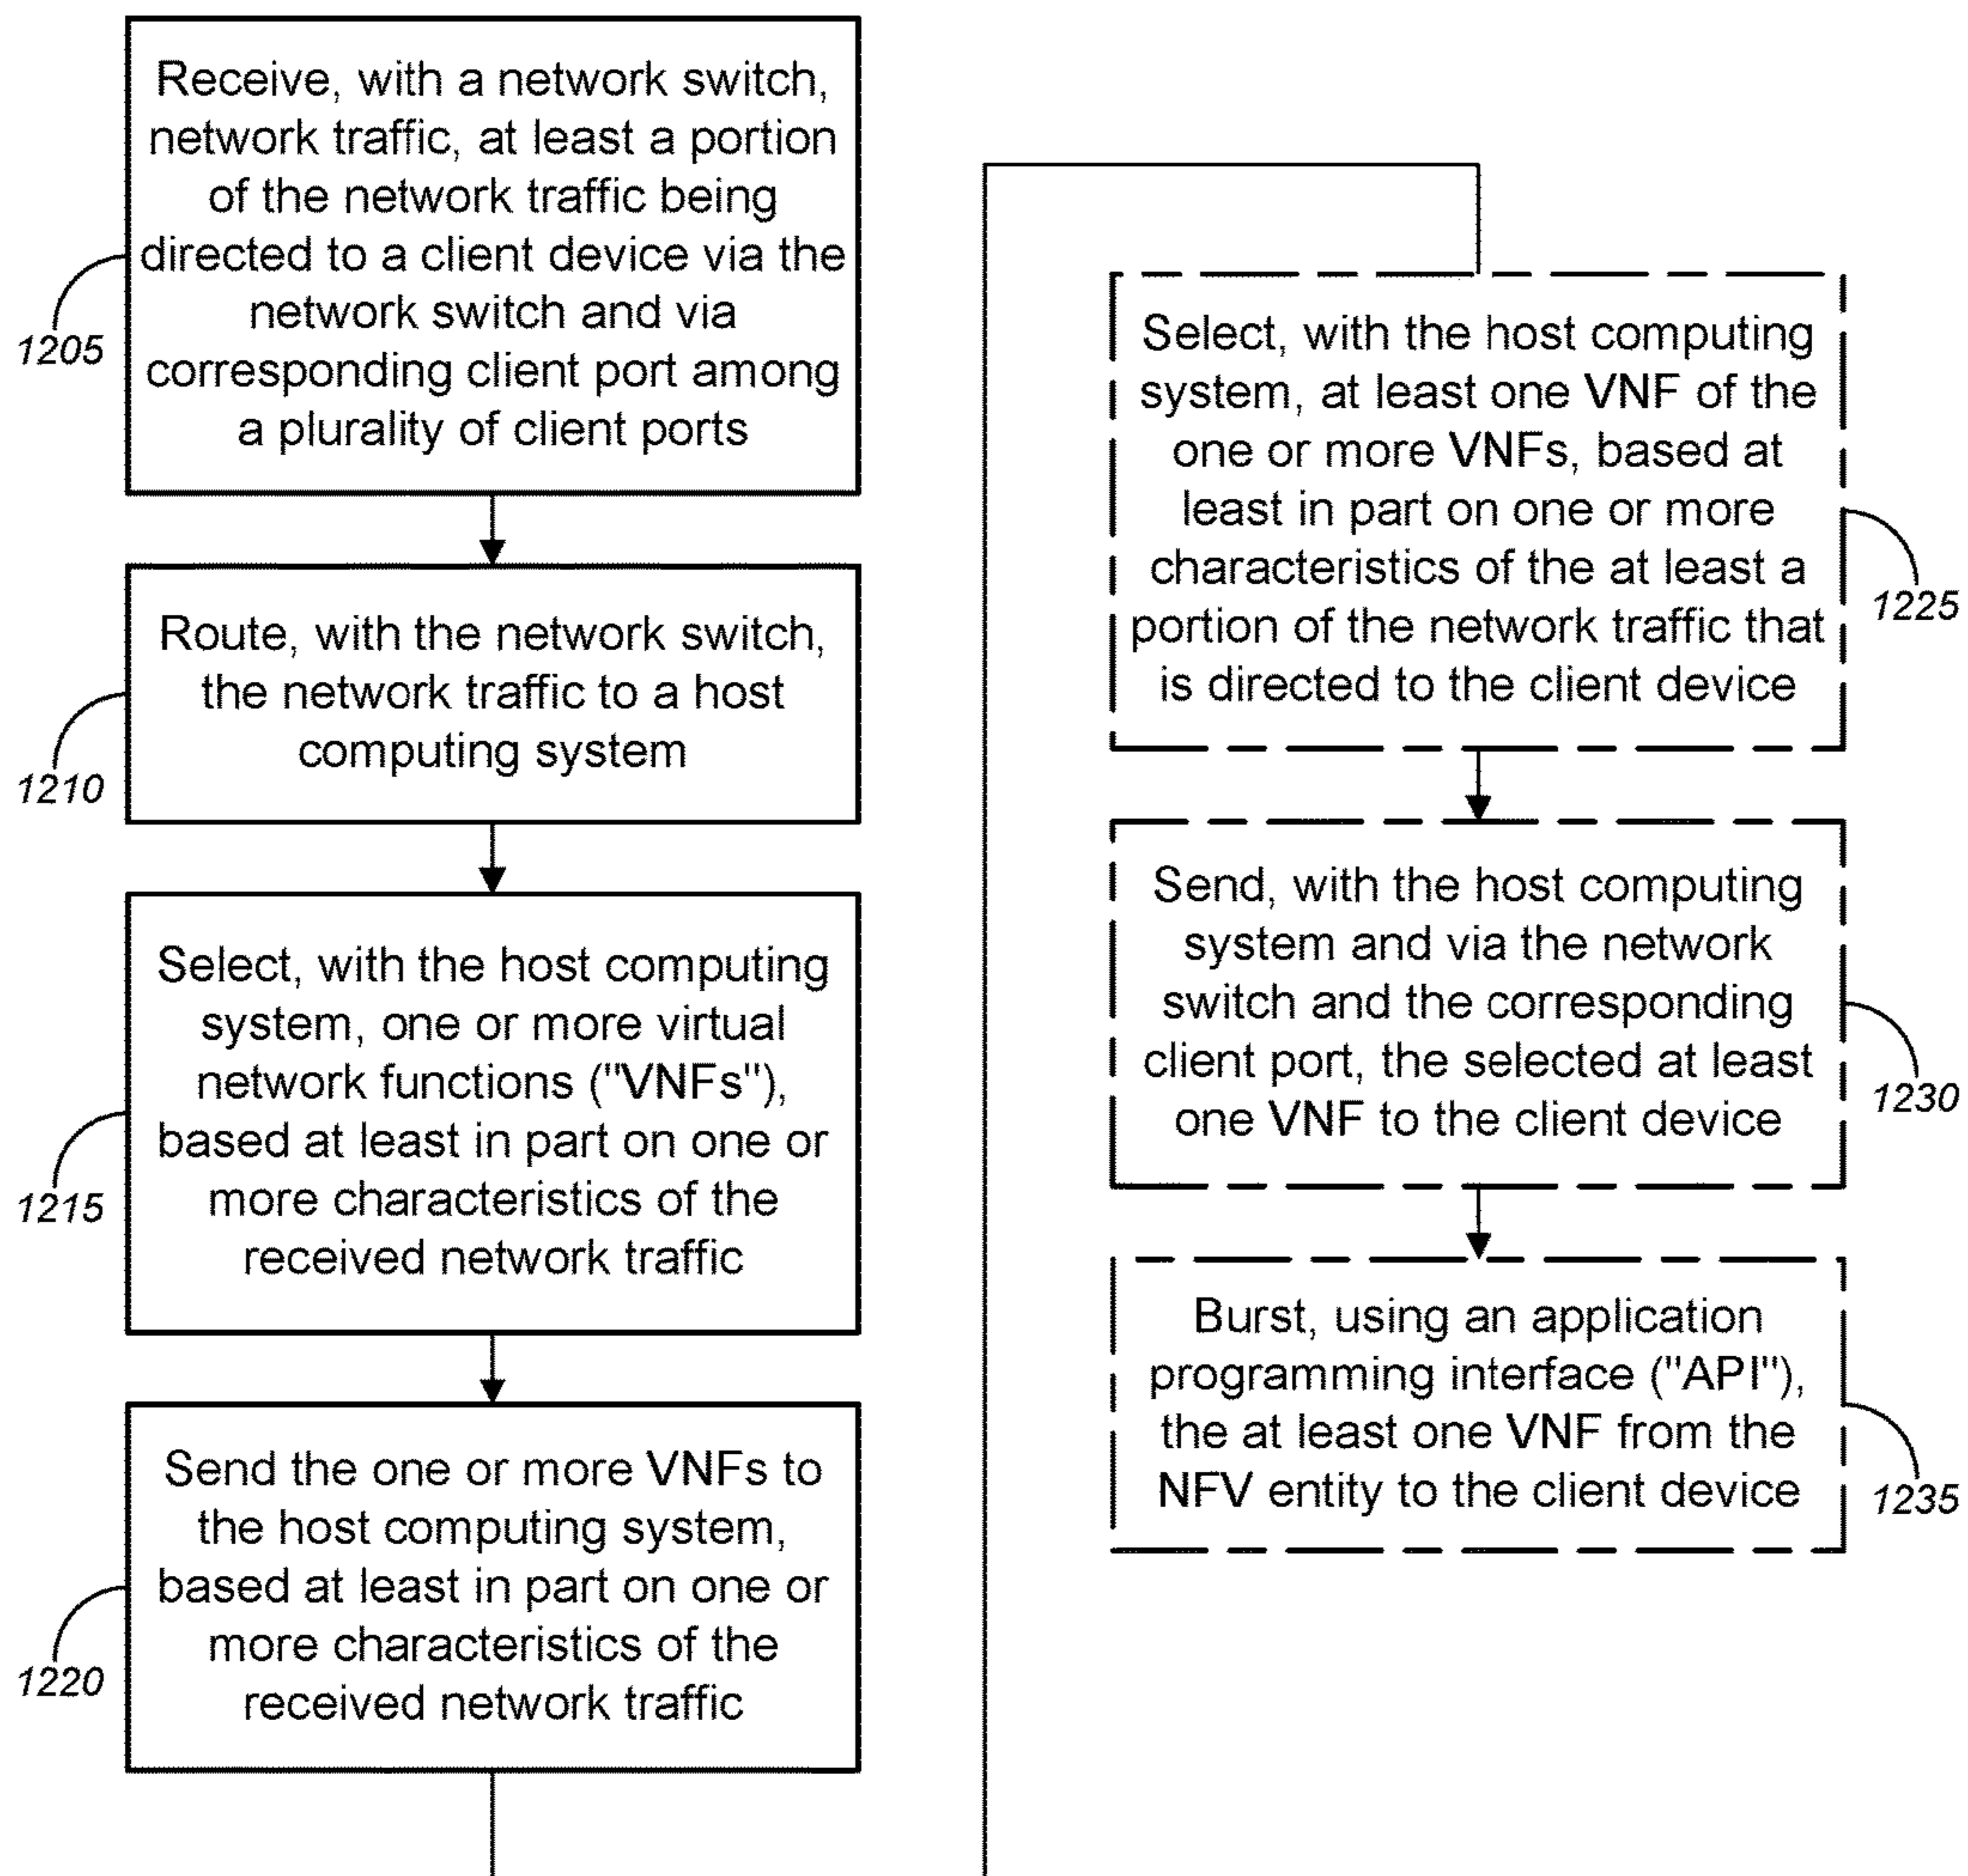 Receive, with a network switch,
network traffic, at least a portion
of the network traffic being
directed to a client device via the
network switch and via
corresponding client port among
a plurality of client ports
1205
Route, with the network switch,
the network traffic to a host
computing system
1210
Select, with the host computing
system, one or more virtual
network functions ("VNFs"),
based at least in part on one or
more characteristics of the
received network traffic
1215
Send the one or more VNFs to
the host computing system,
based at least in part on one or
more characteristics of the
received network traffic
1220
Select, with the host computing
system, at least one VNF of the
one or more VNFs, based at
least in part on one or more
characteristics of the at least a
portion of the network traffic that
is directed to the client device
1225
Send, with the host computing
system and via the network
switch and the corresponding
client port, the selected at least
one VNF to the client device
1230
Burst, using an application
programming interface ("API"),
the at least one VNF from the
NFV entity to the client device
1235